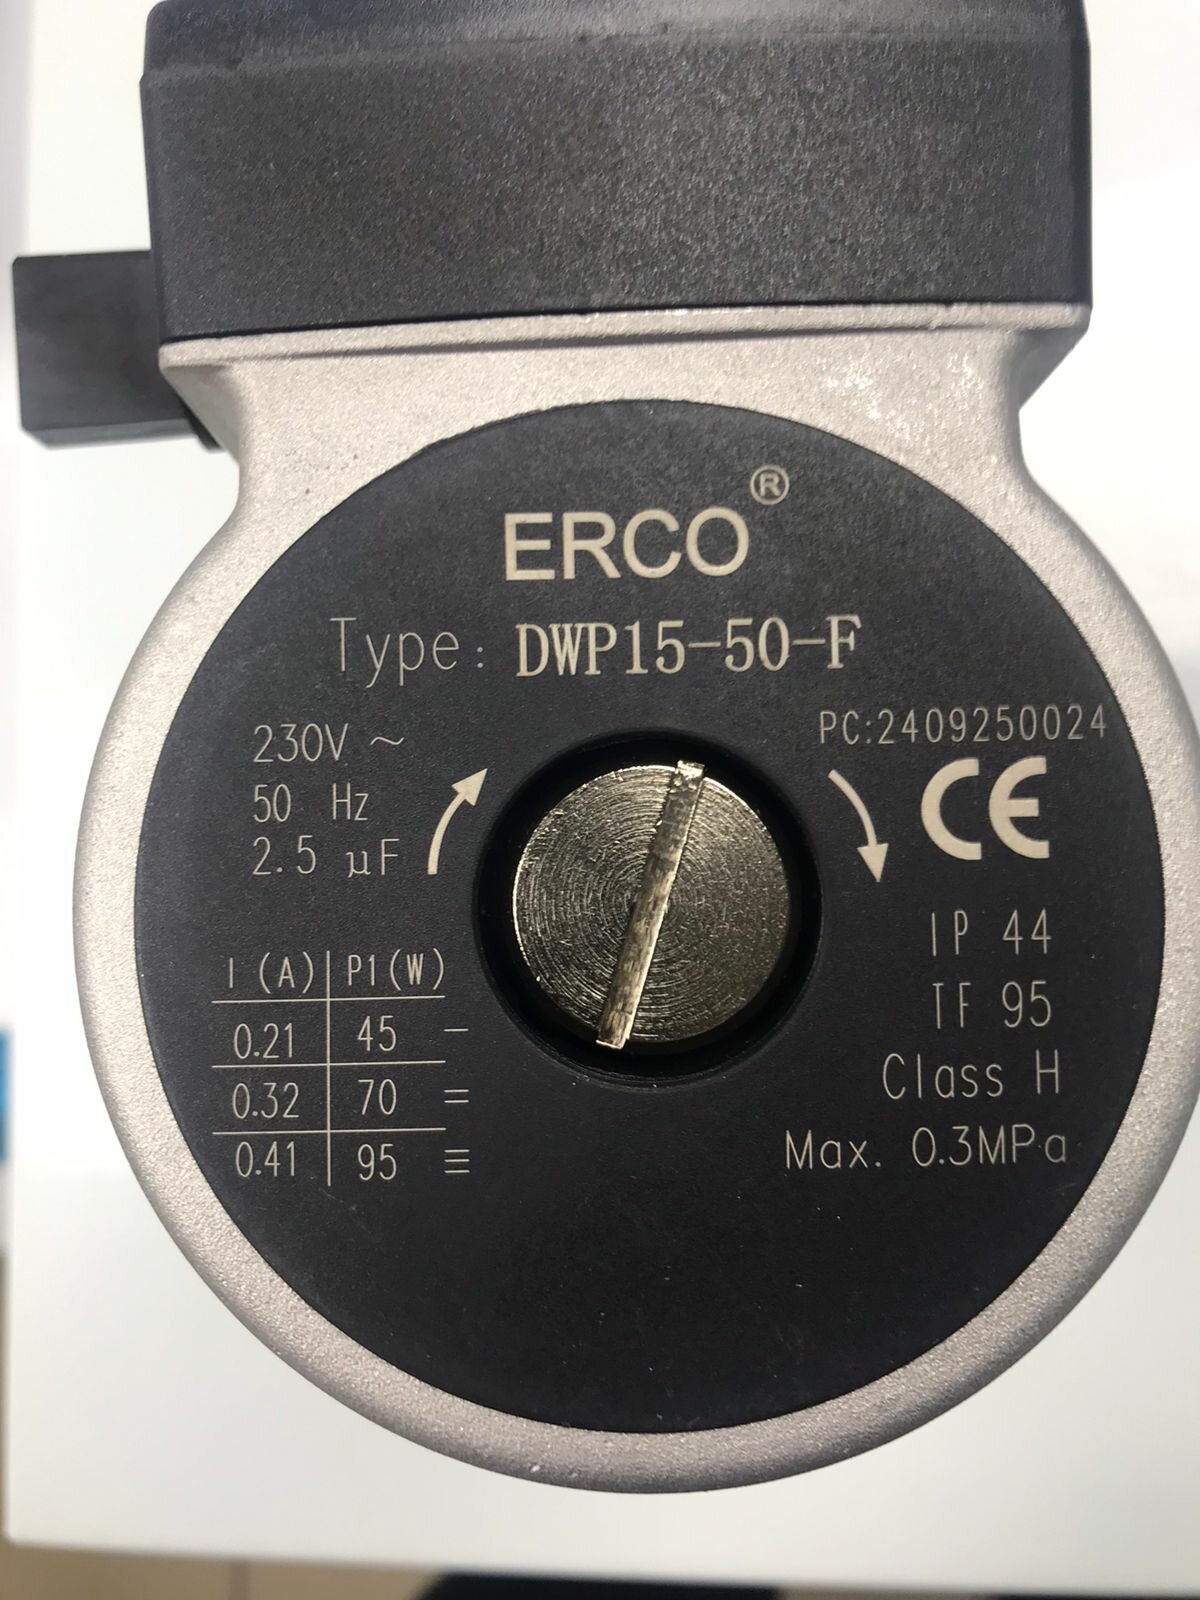 ERCO®
Type: DWP15-50-F
PC:2409250024
230V ~
50 Hz
2.5 µF
CE
IP 44
TF 95
Class H
Max. 0.3MPa
I (A) P1 (W)
0.21 45 –
0.32 70 =
0.41 95 ≡